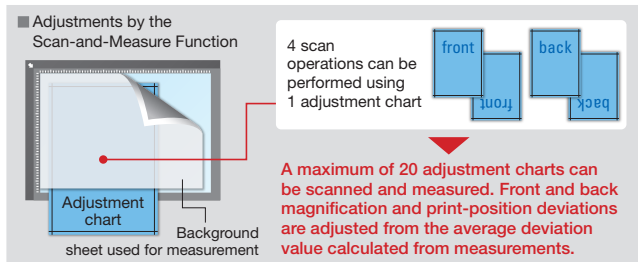 ■ Adjustments by the
Scan-and-Measure Function
4 scan
operations can be
performed using
1 adjustment chart
front
front
back
back
A maximum of 20 adjustment charts can
be scanned and measured. Front and back
magnification and print-position deviations
are adjusted from the average deviation
value calculated from measurements.
Adjustment
chart
Background
sheet used for measurement